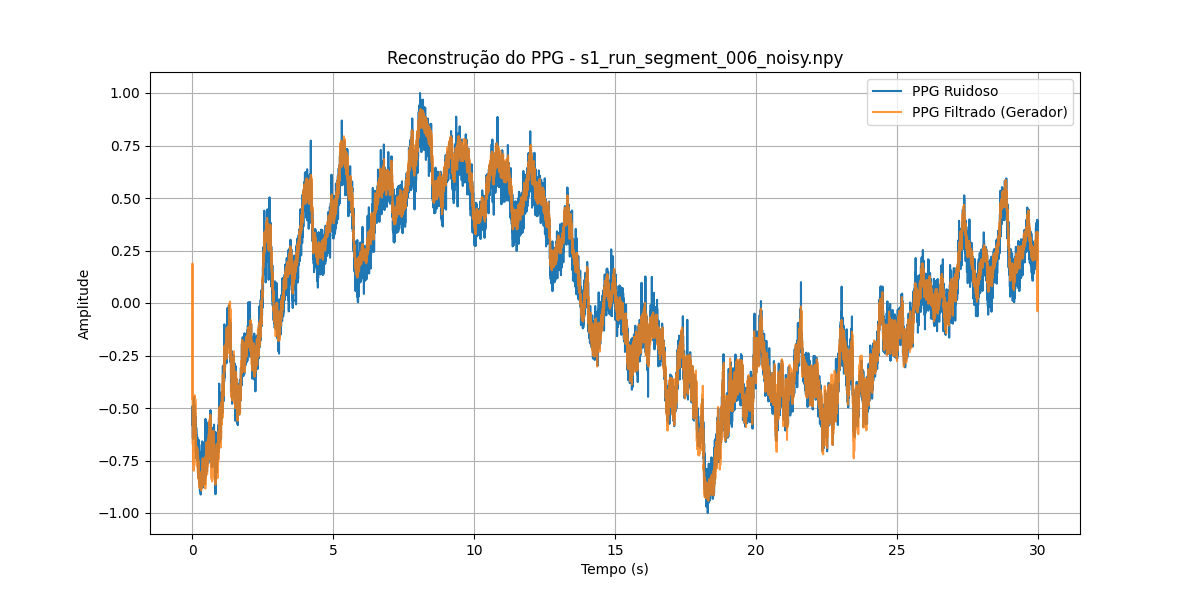 Reconstrução do PPG - s1_run_segment_006_noisy.npy
PPG Ruidoso
PPG Filtrado (Gerador)
Amplitude
1.00
0.75
0.50
0.25
0.00
−0.25
−0.50
−0.75
−1.00
0 5 10 15 20 25 30
Tempo (s)